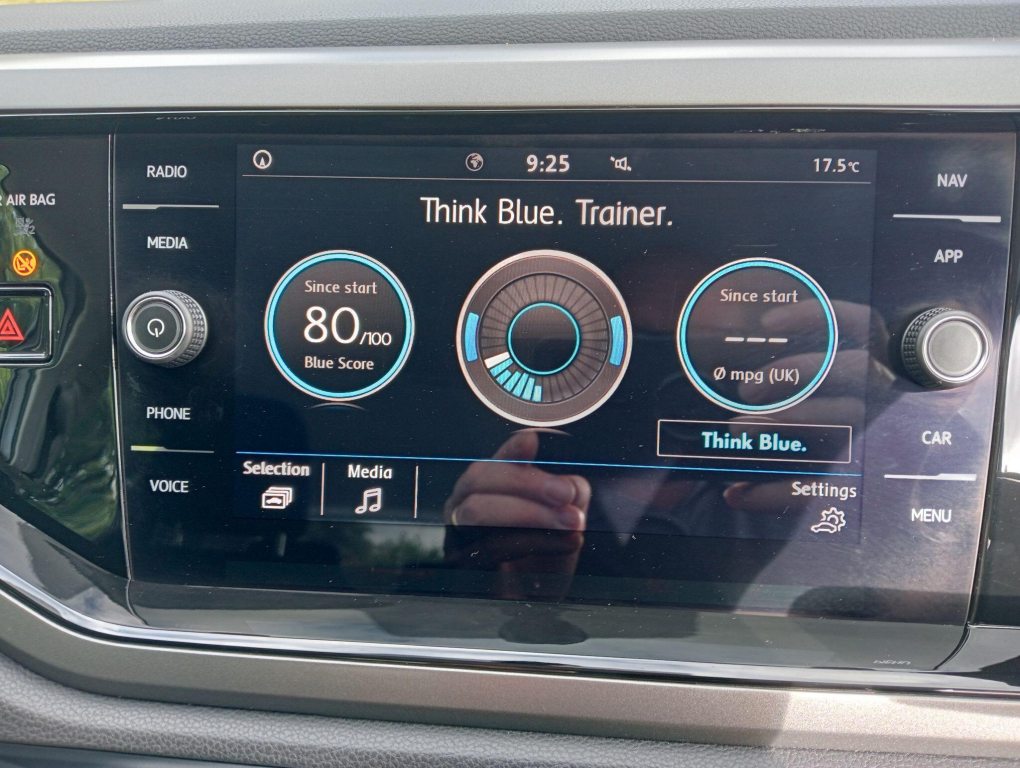 AIR BAG
RADIO
MEDIA
PHONE
VOICE
9:25
17.5°C
Think Blue. Trainer.
Since start
80/100
Blue Score
Since start
---
Ø mpg (UK)
Think Blue.
Selection
Media
Settings
NAV
APP
CAR
MENU